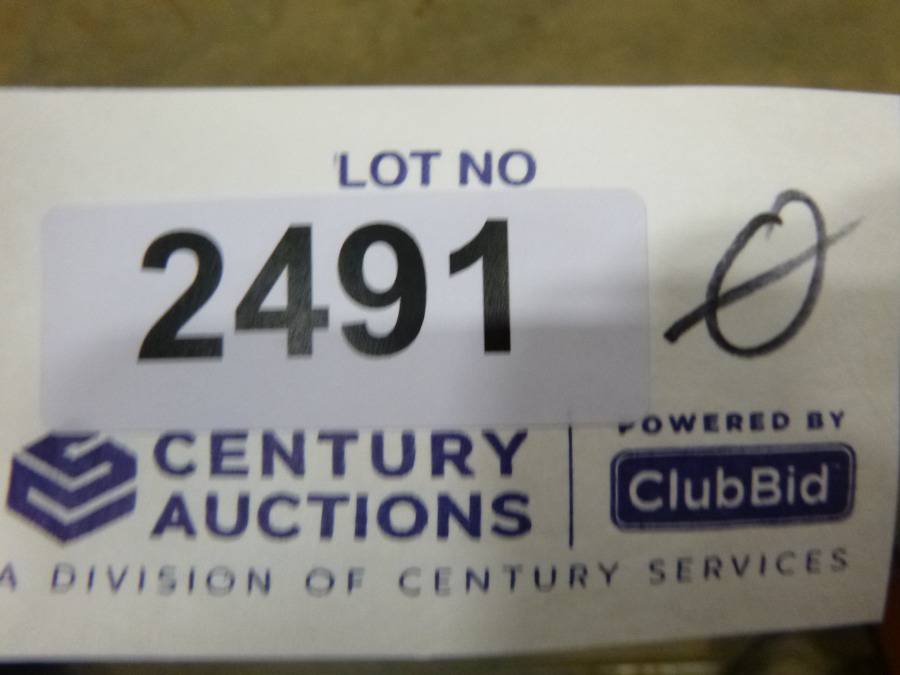 LOT NO
2491 Ø
CENTURY
AUCTIONS
POWERED BY
ClubBid
A DIVISION OF CENTURY SERVICES